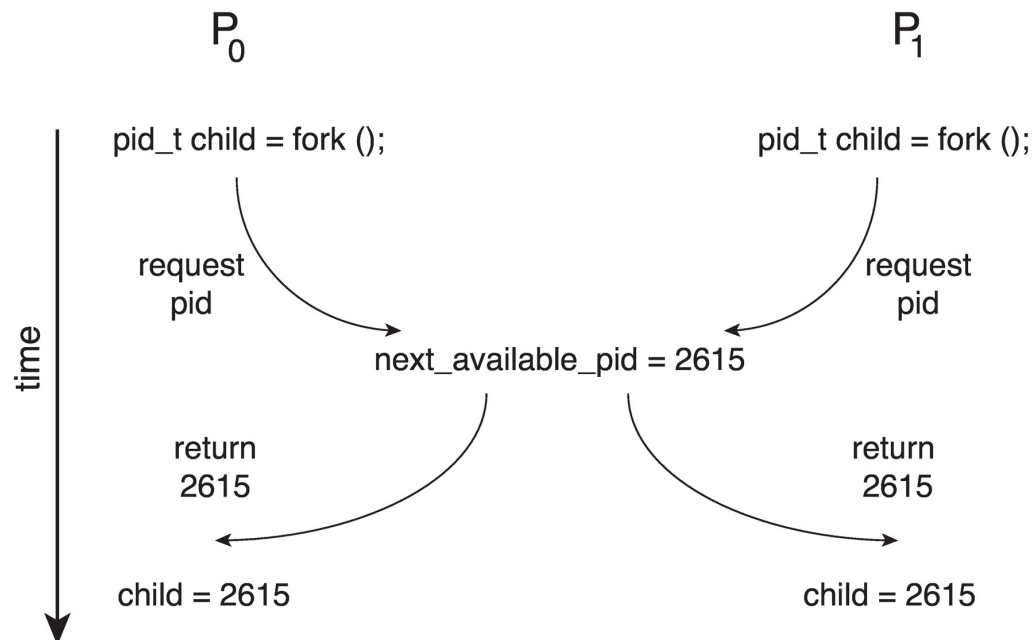 P0 P1
pid_t child = fork (); pid_t child = fork ();
request request
pid pid
time
next_available_pid = 2615
return return
2615 2615
child = 2615 child = 2615